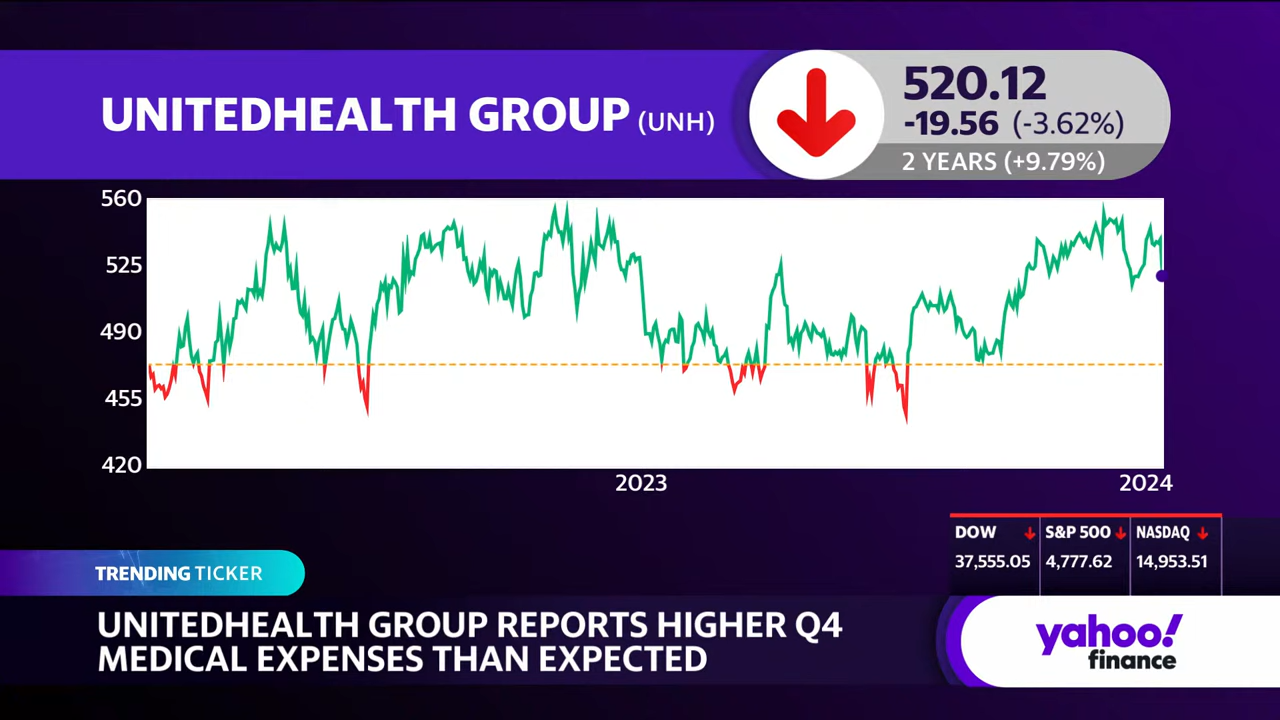 UNITEDHEALTH GROUP (UNH)
520.12
-19.56 (-3.62%)
2 YEARS (+9.79%)
560
525
490
455
420
2023
2024
DOW S&P 500 NASDAQ
37,555.05 4,777.62 14,953.51
TRENDING TICKER
UNITEDHEALTH GROUP REPORTS HIGHER Q4
MEDICAL EXPENSES THAN EXPECTED
yahoo!
finance